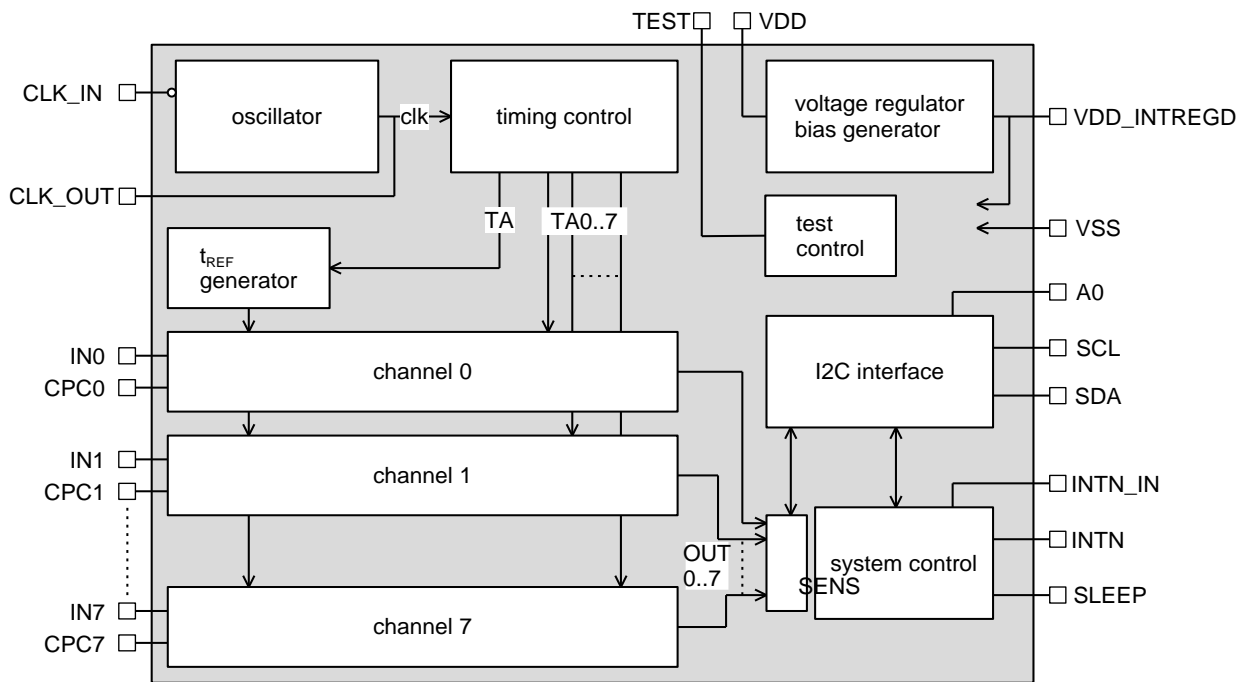 TEST
VDD
CLK_IN
oscillator
clk
timing control
voltage regulator
bias generator
VDD_INTREGD
CLK_OUT
TA
TA0..7
test
control
VSS
tREF
generator
A0
IN0
channel 0
CPC0
I2C interface
SCL
SDA
IN1
channel 1
CPC1
INTN_IN
OUT
0..7
INTN
system control
SENS
SLEEP
IN7
channel 7
CPC7